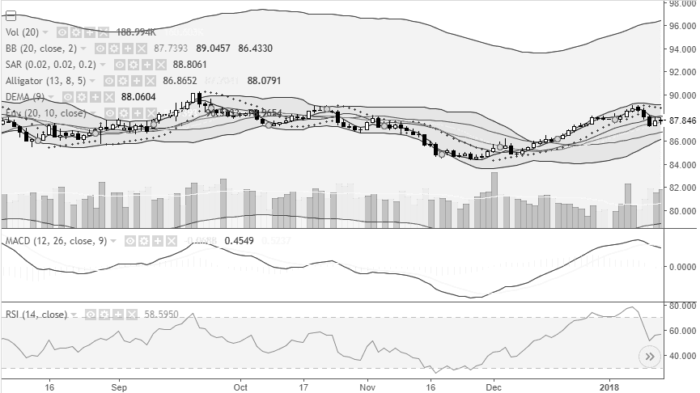 98.000
Vol (20) 188.994K
BB (20, close, 2) 87.7393 89.0457 86.4330
SAR (0.02, 0.02, 0.2) 88.8061
Alligator (13, 8, 5) 86.8652 88.0791
DEMA (9) 88.0604
(20, 10, close)
92.000
90.000
87.846
86.000
84.000
82.000
80.000
MACD (12, 26, close, 9) 0.4549
0.0000
RSI (14, close) 58.5950
80.000
60.000
40.000
16 Sep Oct 17 Nov 16 Dec 2018